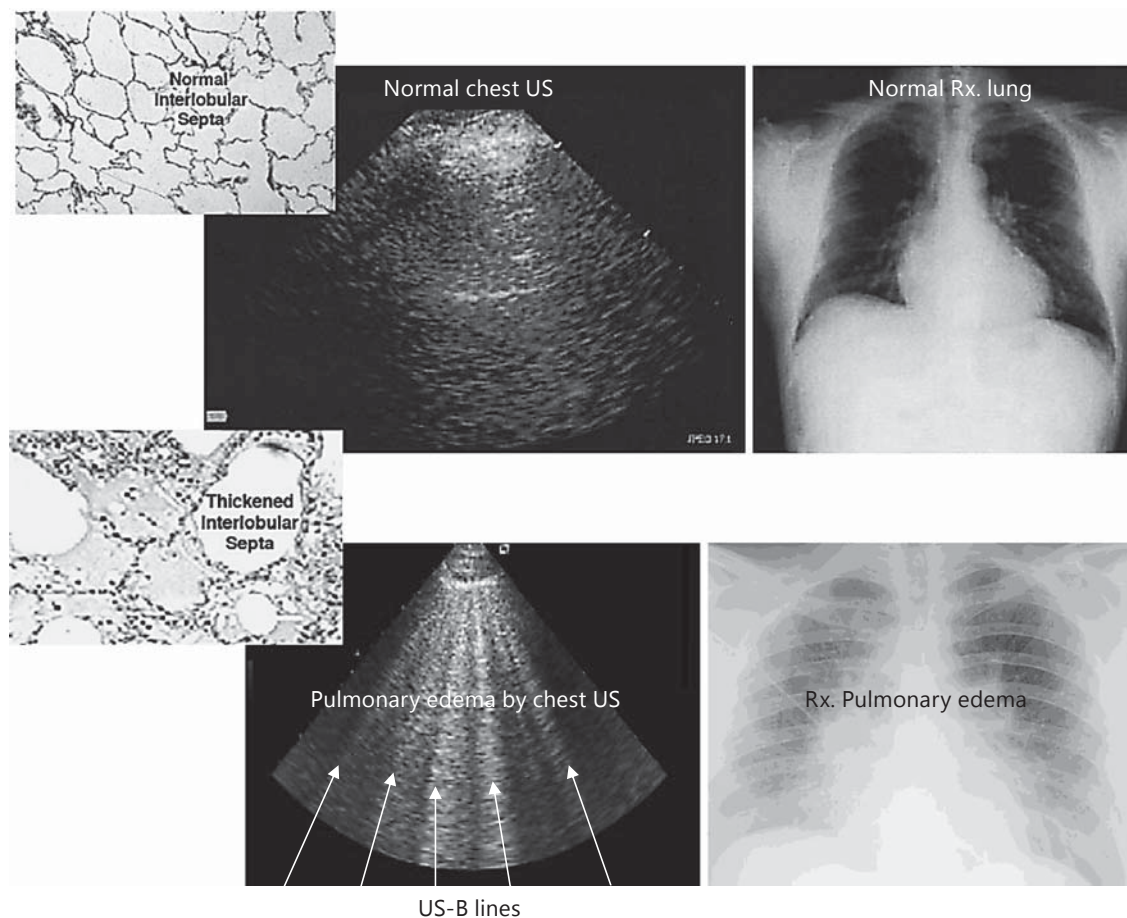 Normal
Interlobular
Septa
Normal chest US
Normal Rx. lung
Thickened
Interlobular
Septa
Pulmonary edema by chest US
Rx. Pulmonary edema
US-B lines